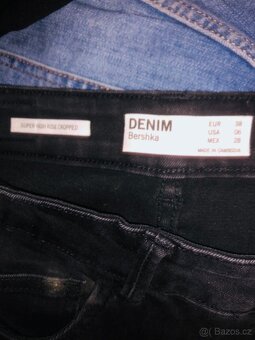 SUPER HIGH RISE CROPPED
DENIM
Bershka
EUR 38
USA 06
MEX 28
MADE IN CAMBODIA
Bazos.cz